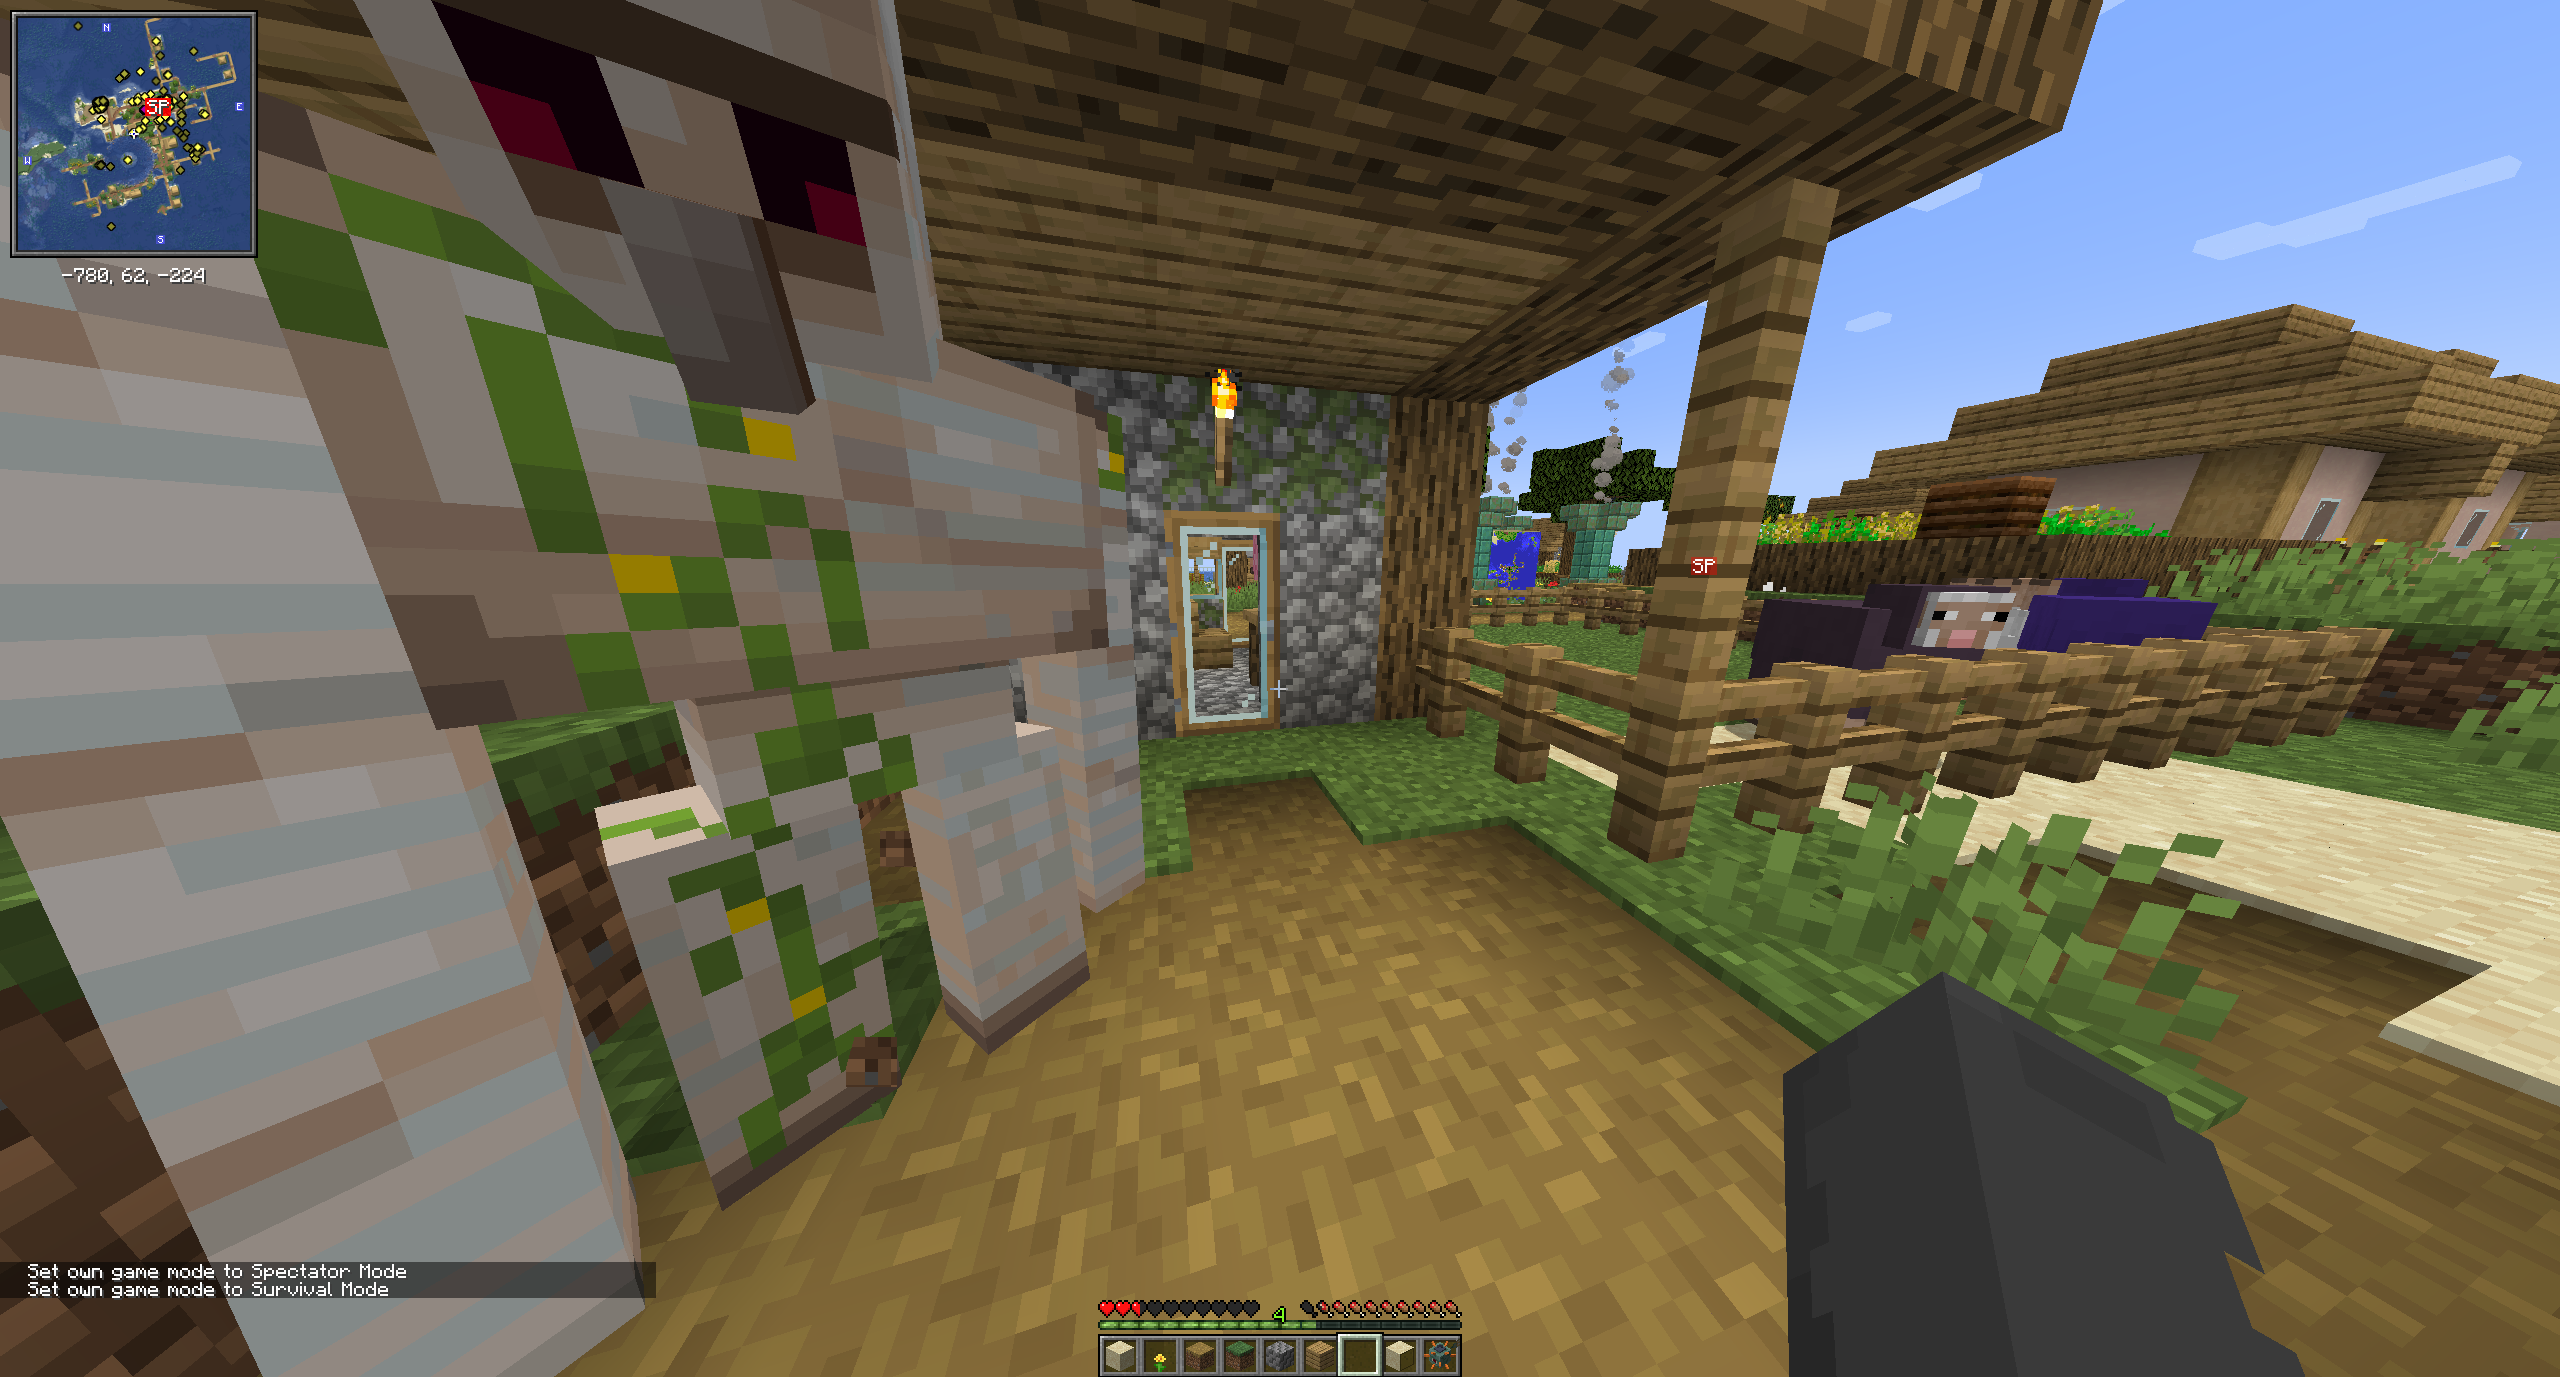 N
SP
E
W
S
-780, 62, -224
SP
Set own game mode to Spectator Mode
Set own game mode to Survival Mode
4